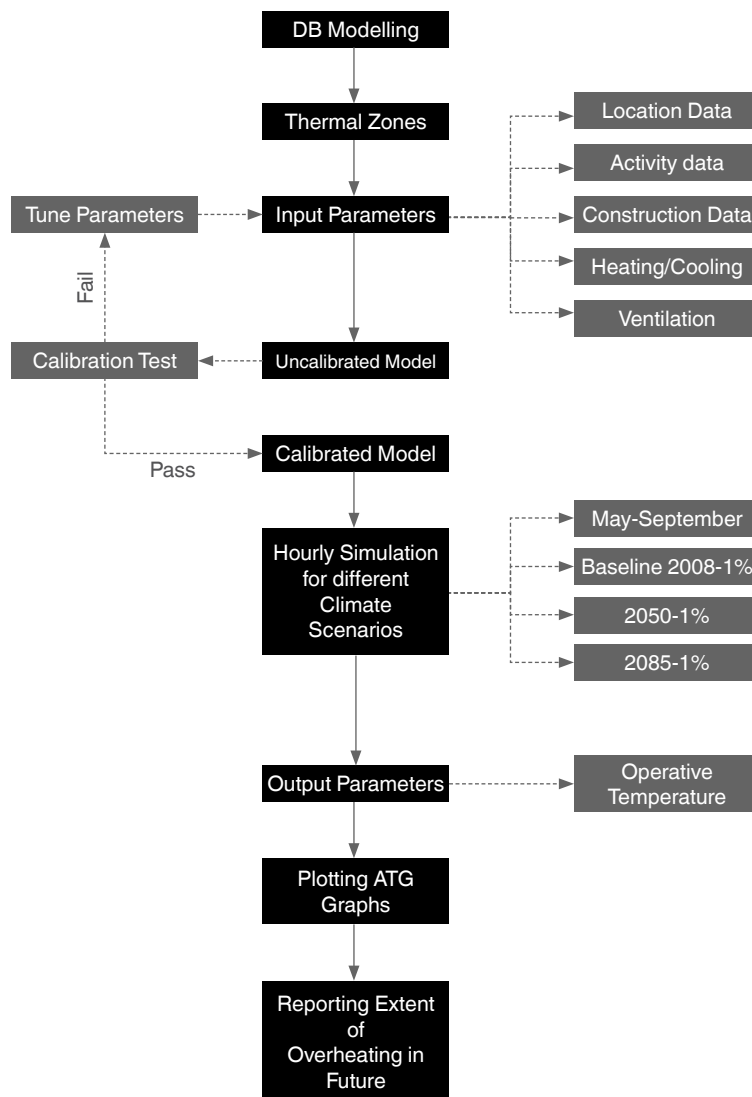 DB Modelling
Thermal Zones
Location Data
Activity data
Tune Parameters
Input Parameters
Construction Data
Heating/Cooling
Fail
Ventilation
Calibration Test
Uncalibrated Model
Pass
Calibrated Model
Hourly Simulation
for different
Climate
Scenarios
May-September
Baseline 2008-1%
2050-1%
2085-1%
Output Parameters
Operative
Temperature
Plotting ATG
Graphs
Reporting Extent
of
Overheating in
Future